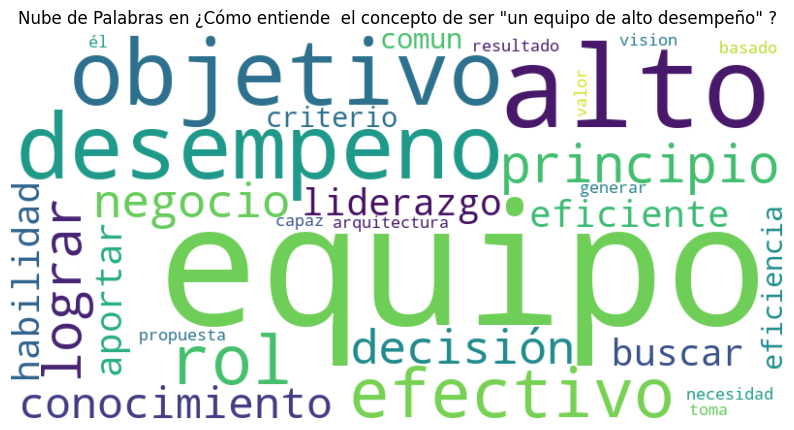 Nube de Palabras en ¿Cómo entiende  el concepto de ser "un equipo de alto desempeño" ?
él
comun
resultado
vision
basado
objetivo
alto
valor
criterio
desempeno
principio
habilidad
negocio
liderazgo
generar
capaz
arquitectura
eficiente
lograr
aportar
equipo
eficiencia
propuesta
rol
decisión
buscar
conocimiento
efectivo
necesidad
toma